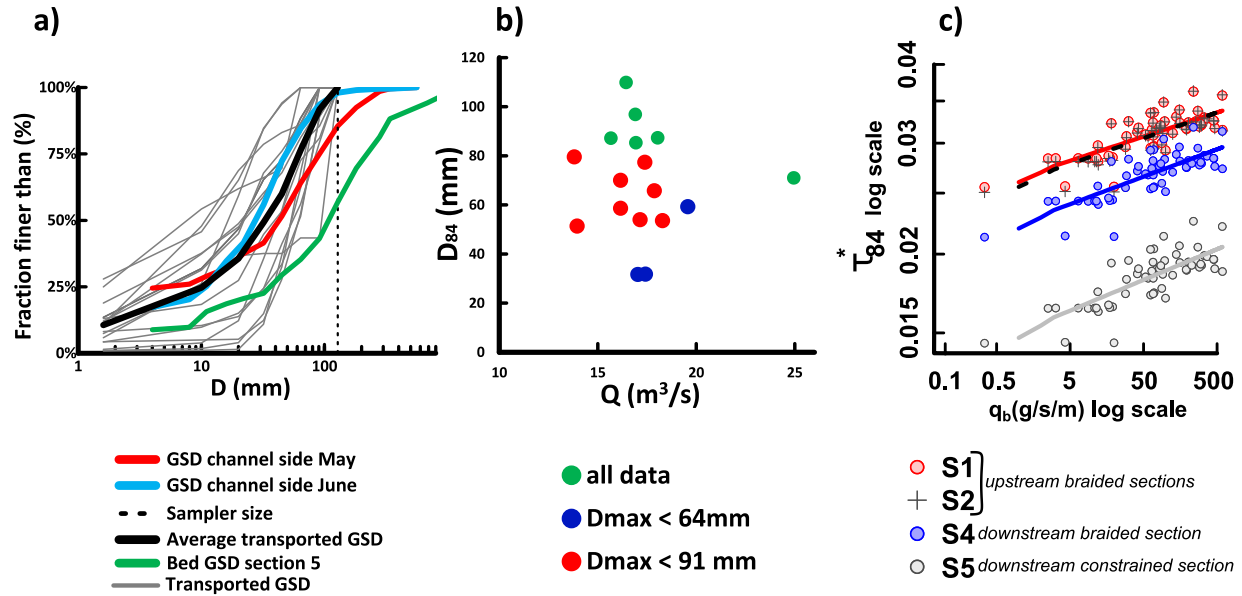 a)
Fraction finer than (%)
100%
75%
50%
25%
0%
1
10
100
D (mm)
GSD channel side May
GSD channel side June
Sampler size
Average transported GSD
Bed GSD section 5
Transported GSD
b)
D84 (mm)
120
100
80
60
40
20
0
10
15
20
25
Q (m³/s)
all data
Dmax < 64mm
Dmax < 91 mm
c)
τ*84 log scale
0.04
0.03
0.02
0.015
0.1
0.5
5
50
500
qb(g/s/m) log scale
S1
S2
upstream braided sections
S4 downstream braided section
S5 downstream constrained section